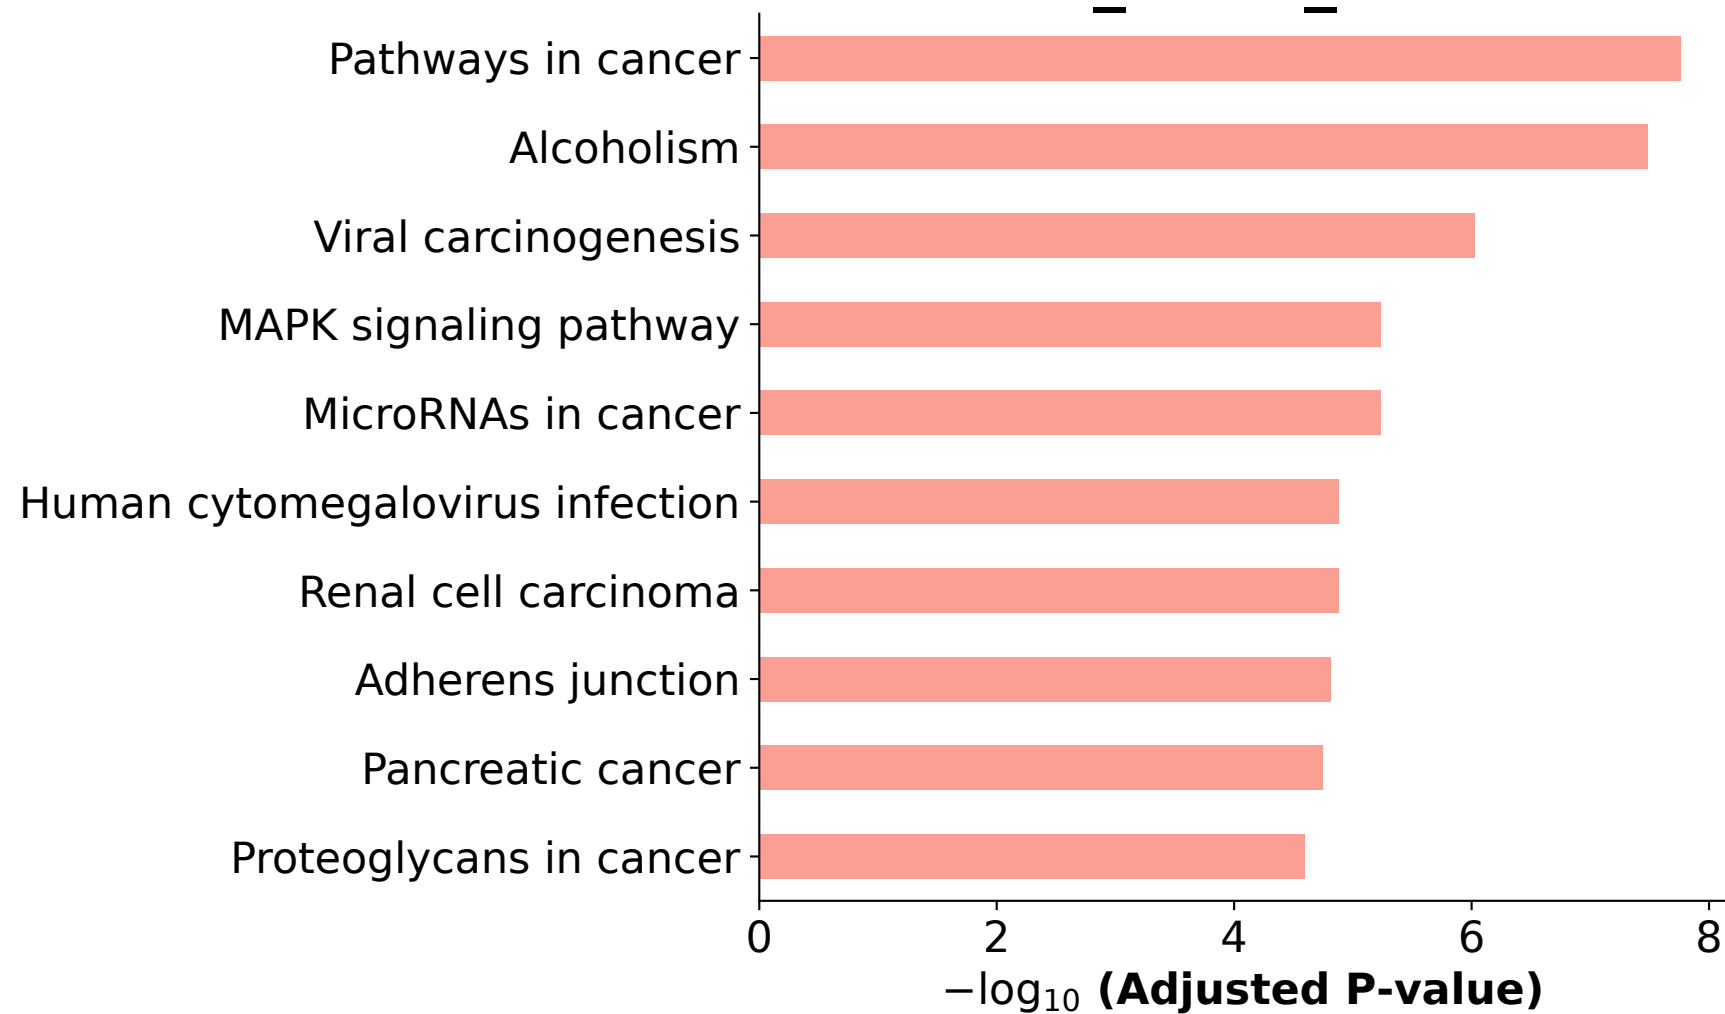 Pathways in cancer
Alcoholism
Viral carcinogenesis
MAPK signaling pathway
MicroRNAs in cancer
Human cytomegalovirus infection
Renal cell carcinoma
Adherens junction
Pancreatic cancer
Proteoglycans in cancer
0 2 4 6 8
−log₁₀ (Adjusted P-value)